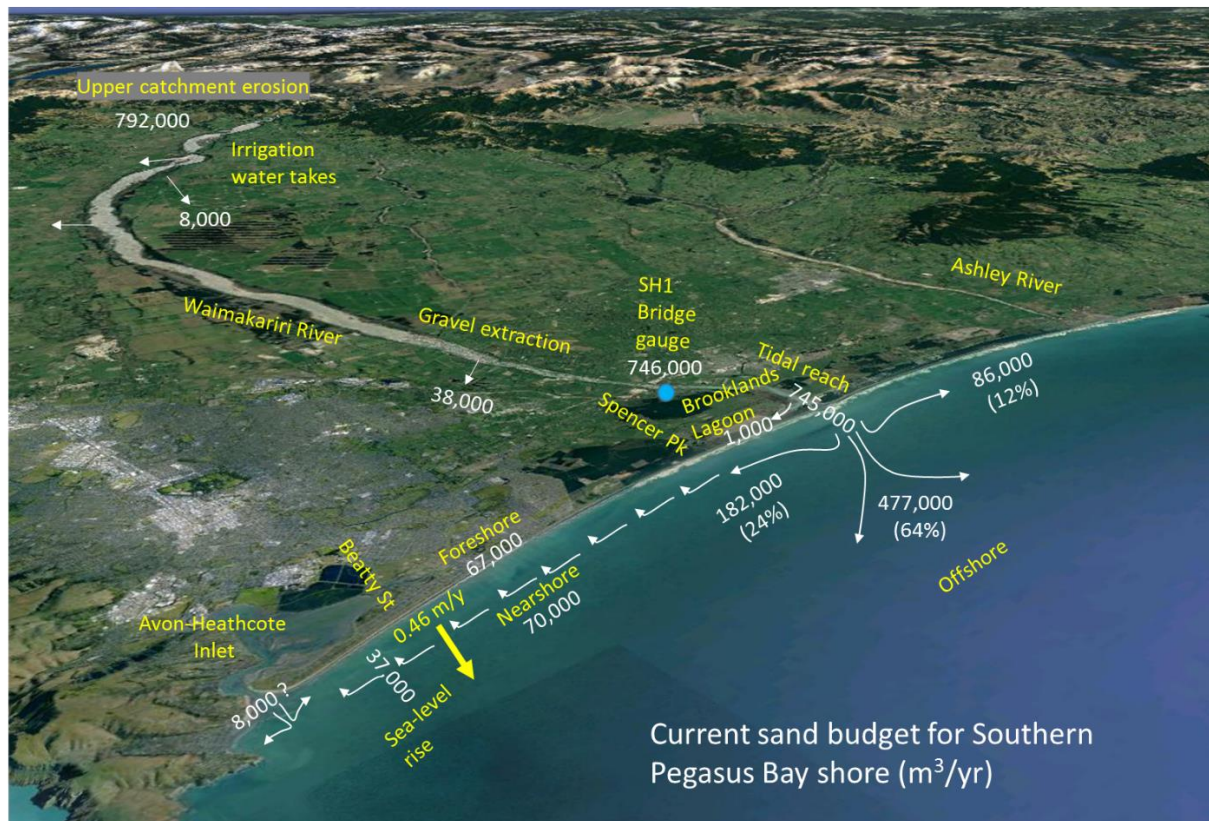 Upper catchment erosion
792,000
Irrigation
water takes
8,000
Waimakariri River
Gravel extraction
38,000
SH1
Bridge
gauge
746,000
Ashley River
Tidal reach
745,000
Brooklands
Lagoon
1,000
Spencer Pk
86,000
(12%)
182,000
(24%)
477,000
(64%)
Offshore
Foreshore
67,000
Nearshore
70,000
Beatty St
0.46 m/y
Avon-Heathcote
Inlet
37,000
8,000 ?
Sea-level
rise
Current sand budget for Southern
Pegasus Bay shore (m³/yr)